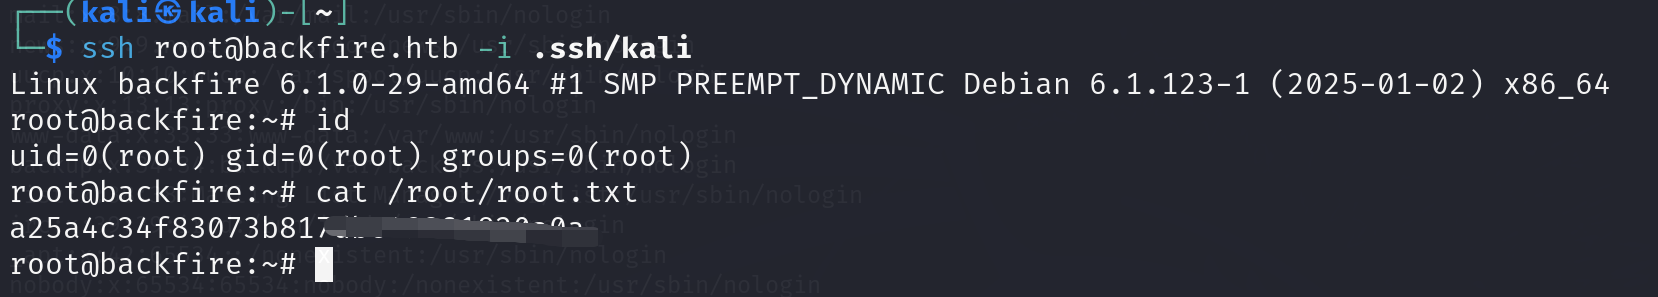 ┌──(kali㉿kali)-[~]
└─$ ssh root@backfire.htb -i .ssh/kali
Linux backfire 6.1.0-29-amd64 #1 SMP PREEMPT_DYNAMIC Debian 6.1.123-1 (2025-01-02) x86_64
root@backfire:~# id
uid=0(root) gid=0(root) groups=0(root)
root@backfire:~# cat /root/root.txt
root@backfire:~#